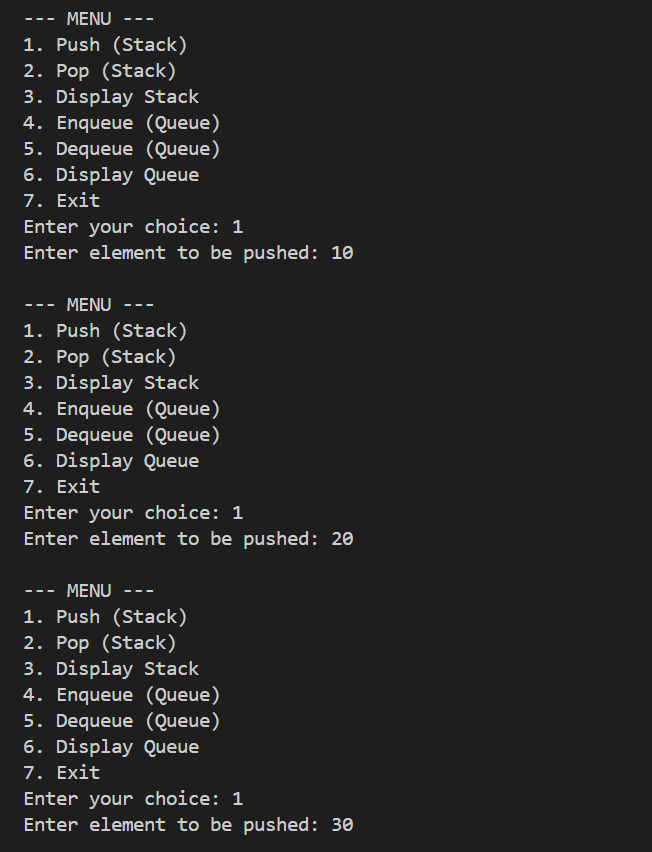 --- MENU ---
1. Push (Stack)
2. Pop (Stack)
3. Display Stack
4. Enqueue (Queue)
5. Dequeue (Queue)
6. Display Queue
7. Exit
Enter your choice: 1
Enter element to be pushed: 10

--- MENU ---
1. Push (Stack)
2. Pop (Stack)
3. Display Stack
4. Enqueue (Queue)
5. Dequeue (Queue)
6. Display Queue
7. Exit
Enter your choice: 1
Enter element to be pushed: 20

--- MENU ---
1. Push (Stack)
2. Pop (Stack)
3. Display Stack
4. Enqueue (Queue)
5. Dequeue (Queue)
6. Display Queue
7. Exit
Enter your choice: 1
Enter element to be pushed: 30